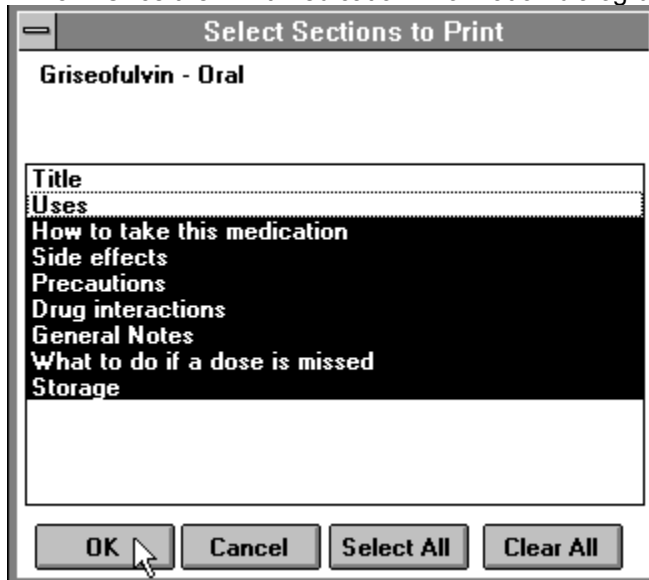 Select Sections to Print
Griseofulvin - Oral
Title
Uses
How to take this medication
Side effects
Precautions
Drug interactions
General Notes
What to do if a dose is missed
Storage
OK Cancel Select All Clear All